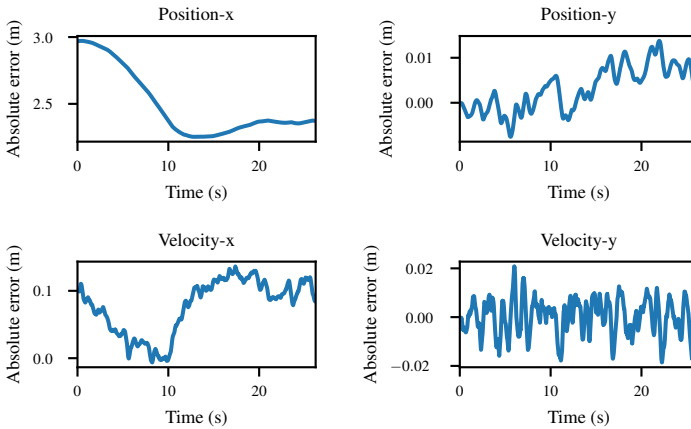 Position-x
Absolute error (m)
3.0
2.5
0
10
20
Time (s)
Position-y
Absolute error (m)
0.01
0.00
0
10
20
Time (s)
Velocity-x
Absolute error (m)
0.1
0.0
0
10
20
Time (s)
Velocity-y
Absolute error (m)
0.02
0.00
−0.02
0
10
20
Time (s)